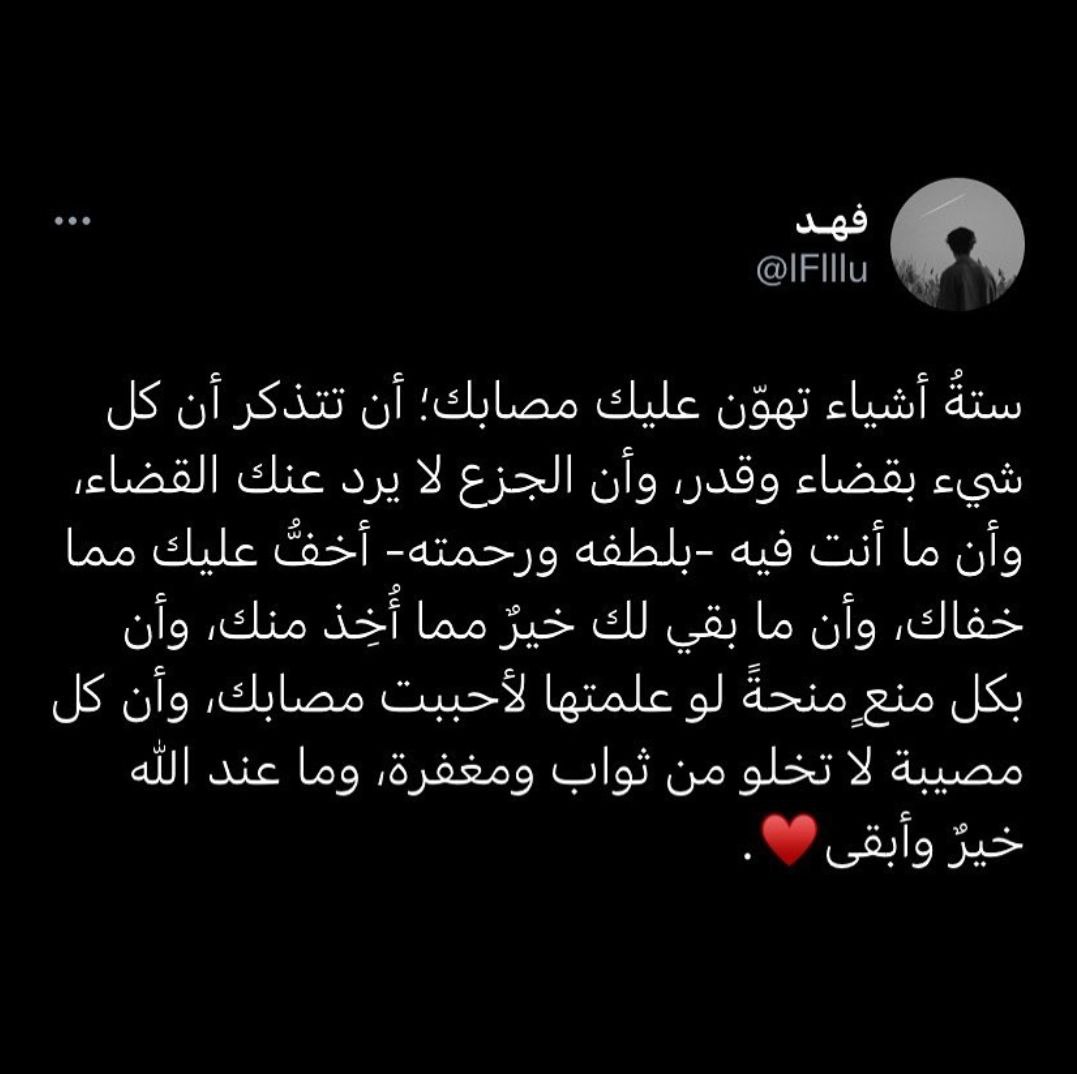 فهد
@IFIIlu
ستةُ أشياء تهوّن عليك مصابك؛ أن تتذكر أن كل
شيء بقضاء وقدر، وأن الجزع لا يرد عنك القضاء،
وأن ما أنت فيه -بلطفه ورحمته- أخفُّ عليك مما
خفاك، وأن ما بقي لك خيرٌ مما أُخِذ منك، وأن
بكل منعٍ منحةً لو علمتها لأحببت مصابك، وأن كل
مصيبة لا تخلو من ثواب ومغفرة، وما عند الله
خيرٌ وأبقى♥️.